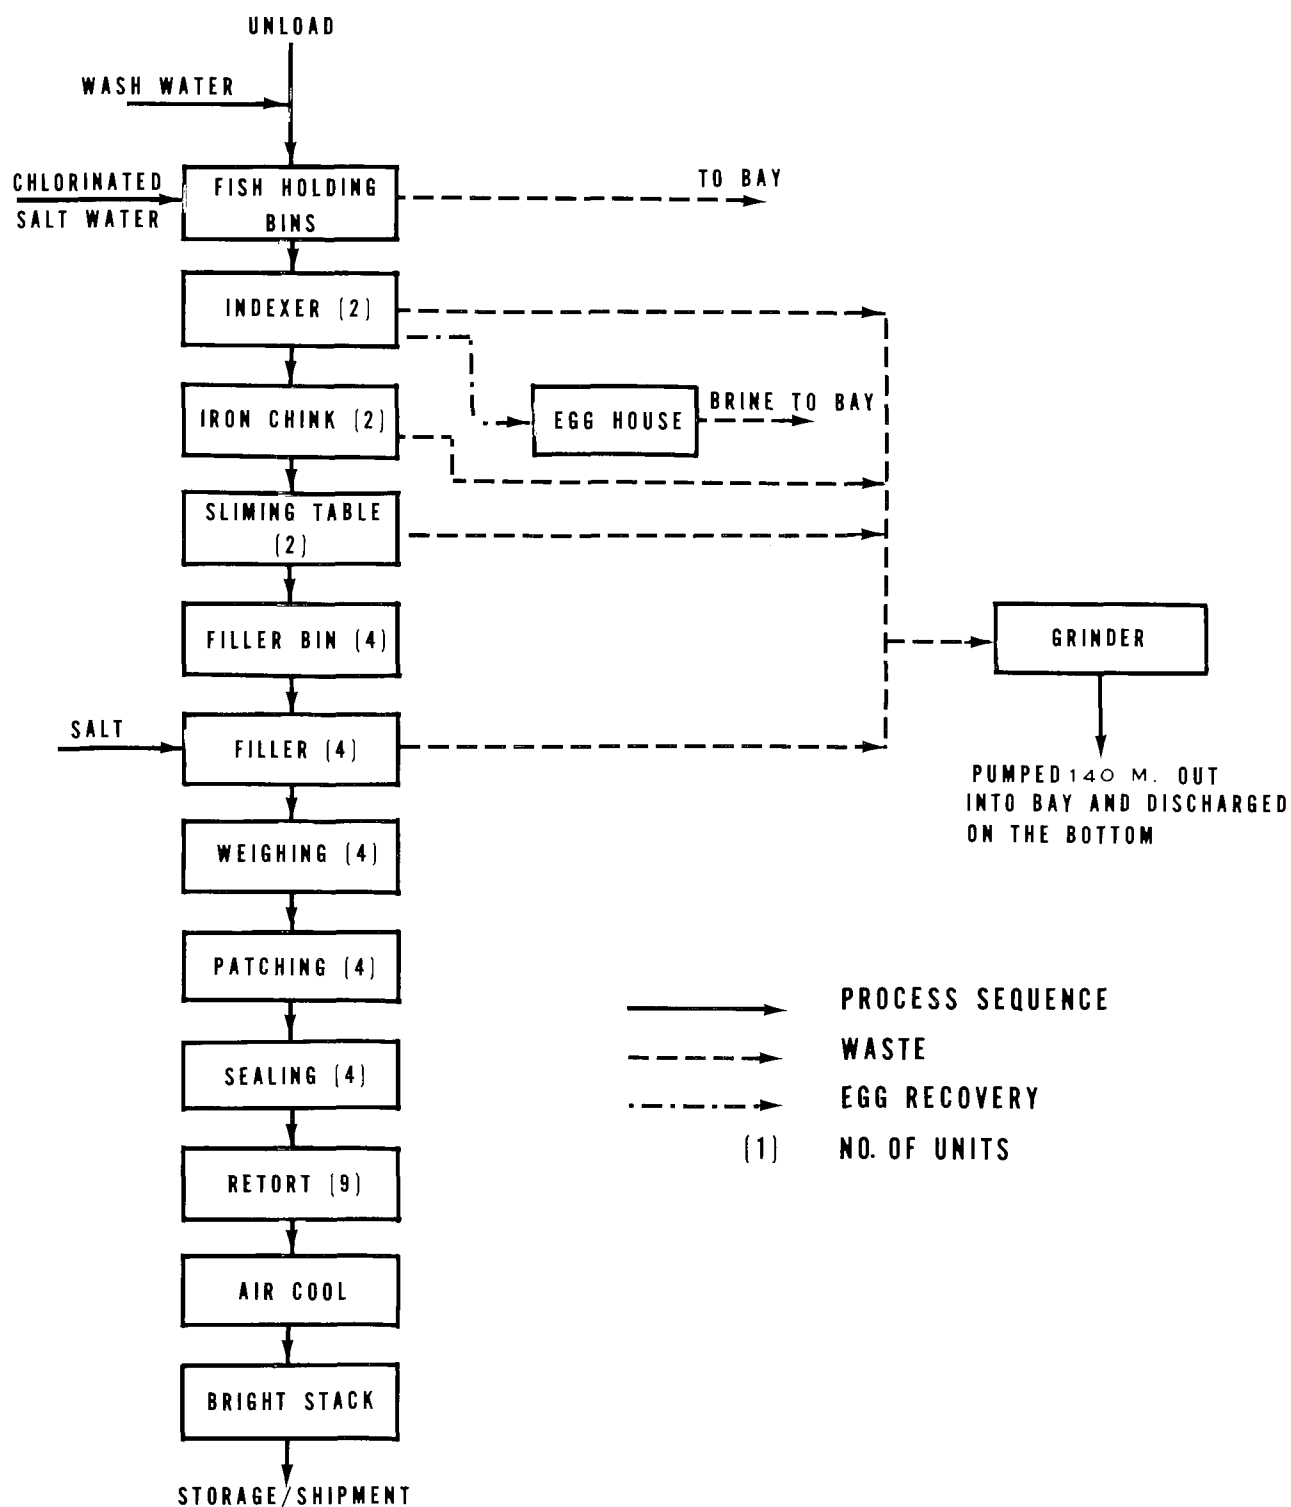 UNLOAD
WASH WATER
CHLORINATED
SALT WATER
FISH HOLDING
BINS
TO BAY
INDEXER (2)
IRON CHINK (2)
EGG HOUSE
BRINE TO BAY
SLIMING TABLE
(2)
FILLER BIN (4)
GRINDER
SALT
FILLER (4)
PUMPED 140 M. OUT
INTO BAY AND DISCHARGED
ON THE BOTTOM
WEIGHING (4)
PATCHING (4)
SEALING (4)
RETORT (9)
AIR COOL
BRIGHT STACK
STORAGE/SHIPMENT
PROCESS SEQUENCE
WASTE
EGG RECOVERY
(1) NO. OF UNITS